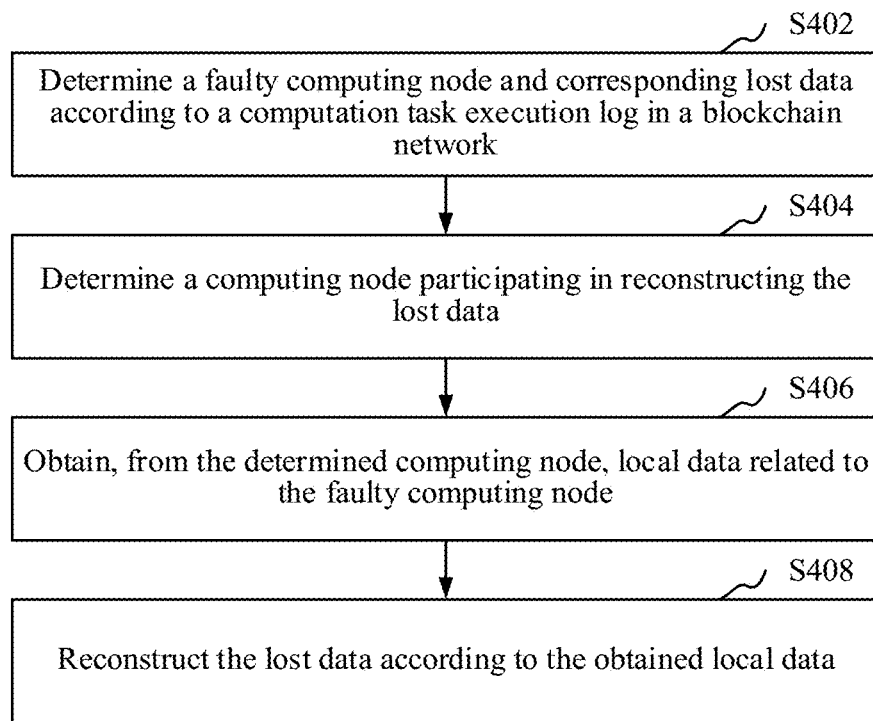 S402
Determine a faulty computing node and corresponding lost data
according to a computation task execution log in a blockchain
network
S404
Determine a computing node participating in reconstructing the
lost data
S406
Obtain, from the determined computing node, local data related to
the faulty computing node
S408
Reconstruct the lost data according to the obtained local data